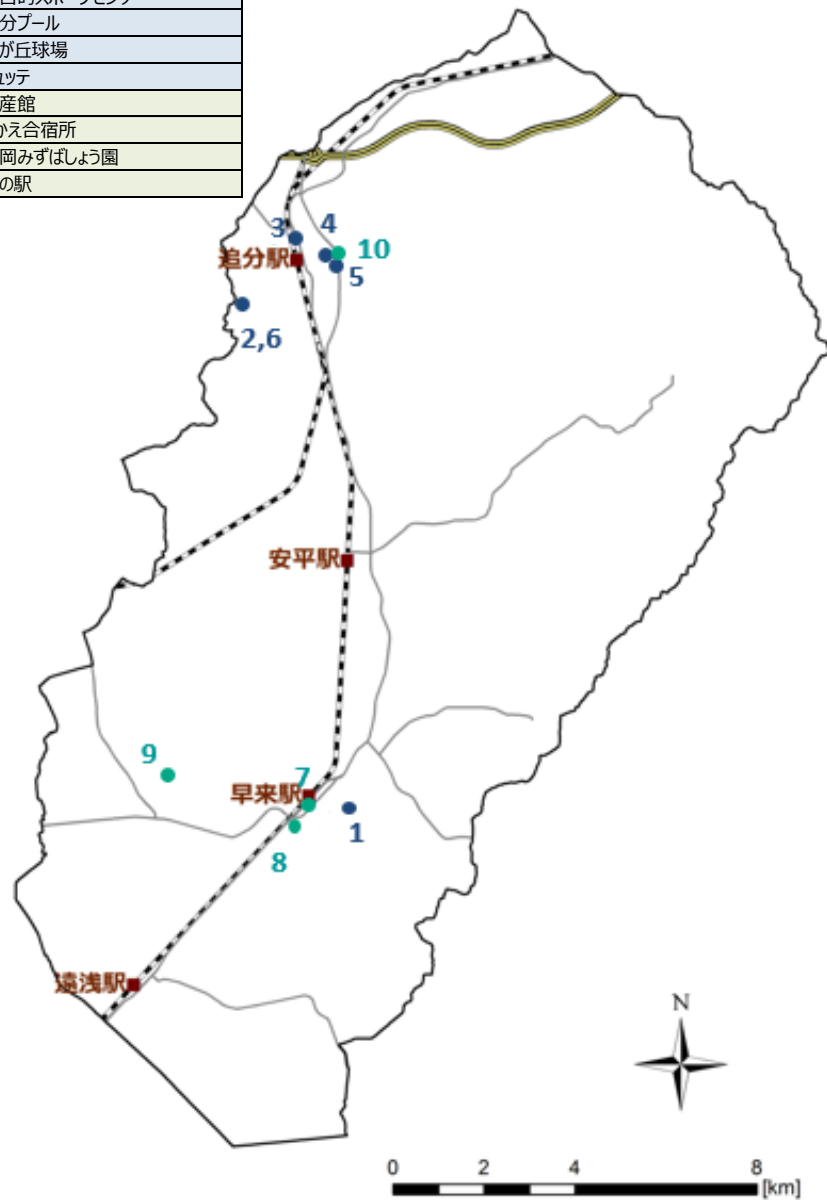 分プール
が丘球場
ュッテ
産館
かえ合宿所
岡みずばしょう園
の駅
3
4
10
追分駅
5
2,6
安平駅
9
7
早来駅
1
8
遠浅駅
N
0 2 4 8
[km]